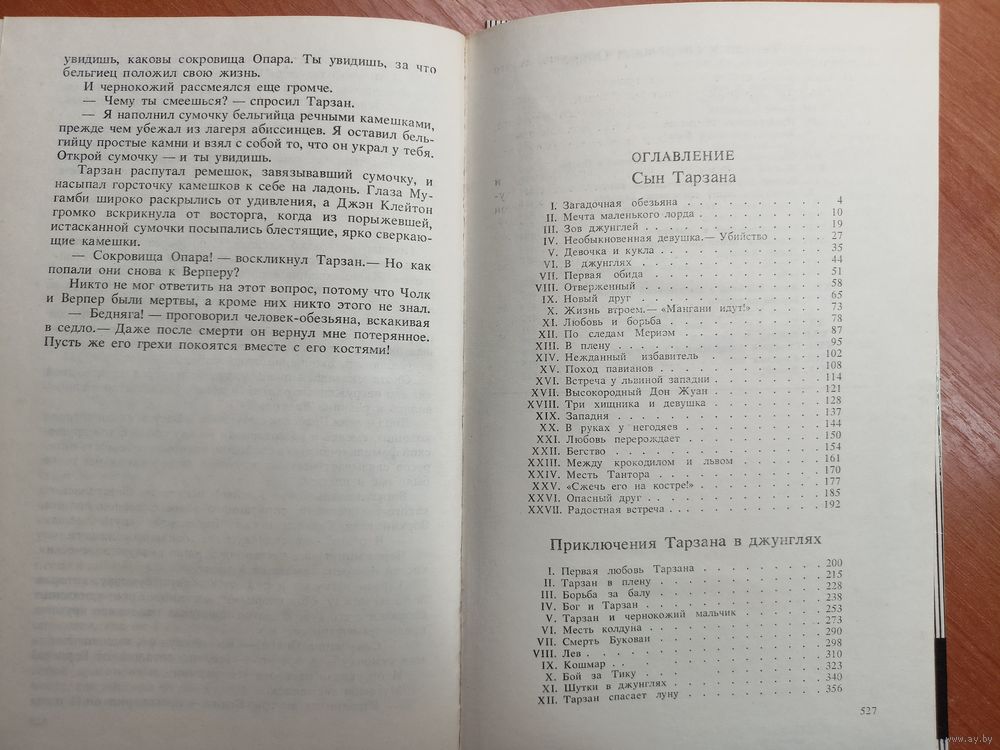 увидишь, каковы сокровища Опара. Ты увидишь, за что
бельгиец положил свою жизнь.
И чернокожий рассмеялся еще громче.
— Чему ты смеешься? — спросил Тарзан.
— Я наполнил сумочку бельгийца речными камешками,
прежде чем убежал из лагеря абиссинцев. Я оставил бель-
гийцу простые камни и взял с собой то, что он украл у тебя.
Открой сумочку — и ты увидишь.
Тарзан распутал ремешок, завязывавший сумочку, и
насыпал горсточку камешков к себе на ладонь. Глаза Му-
гамби широко раскрылись от удивления, а Джэн Клейтон
громко вскрикнула от восторга, когда из порыжевшей,
истасканной сумочки посыпались блестящие, ярко сверкаю-
щие камешки.
— Сокровища Опара! — воскликнул Тарзан.— Но как
попали они снова к Верперу?
Никто не мог ответить на этот вопрос, потому что Чолк
и Верпер были мертвы, а кроме них никто этого не знал.
— Бедняга! — проговорил человек-обезьяна, вскакивая
в седло.— Даже после смерти он вернул мне потерянное.
Пусть же его грехи покоятся вместе с его костями!
ОГЛАВЛЕНИЕ
Сын Тарзана
I. Загадочная обезьяна . . . . . . . . . . 4
II. Мечта маленького лорда . . . . . . . . . . 10
III. Зов джунглей . . . . . . . . . . 19
IV. Необыкновенная девушка.— Убийство . . . . 27
V. Девочка и кукла . . . . . . . . . . 35
VI. В джунглях . . . . . . . . . . 44
VII. Первая обида . . . . . . . . . . 51
VIII. Отверженный . . . . . . . . . . 58
IX. Новый друг . . . . . . . . . . 65
X. Жизнь втроем.— «Мангани идут!» . . . . . 73
XI. Любовь и борьба . . . . . . . . . . 78
XII. По следам Мериэм . . . . . . . . . . 87
XIII. В плену . . . . . . . . . . 95
XIV. Нежданный избавитель . . . . . . . . . . 102
XV. Поход павианов . . . . . . . . . . 108
XVI. Встреча у львиной западни . . . . . . . . 114
XVII. Высокородный Дон Жуан . . . . . . . . 121
XVIII. Три хищника и девушка . . . . . . . . 128
XIX. Западня . . . . . . . . . . 137
XX. В руках у негодяев . . . . . . . . . . 144
XXI. Любовь перерождает . . . . . . . . . . 150
XXII. Бегство . . . . . . . . . . 154
XXIII. Между крокодилом и львом . . . . . . . 161
XXIV. Месть Тантора . . . . . . . . . . 170
XXV. «Сжечь его на костре!» . . . . . . . . . . 177
XXVI. Опасный друг . . . . . . . . . . 185
XXVII. Радостная встреча . . . . . . . . . . 192
Приключения Тарзана в джунглях
I. Первая любовь Тарзана . . . . . . . . . . 200
II. Тарзан в плену . . . . . . . . . . 215
III. Борьба за балу . . . . . . . . . . 228
IV. Бог и Тарзан . . . . . . . . . . 238
V. Тарзан и чернокожий мальчик . . . . . . . 253
VI. Месть колдуна . . . . . . . . . . 273
VII. Смерть Буковаи . . . . . . . . . . 290
VIII. Лев . . . . . . . . . . 298
IX. Кошмар . . . . . . . . . . 310
X. Бой за Тику . . . . . . . . . . 323
XI. Шутки в джунглях . . . . . . . . . . 340
XII. Тарзан спасает луну . . . . . . . . . . 356
527
www.ay.by